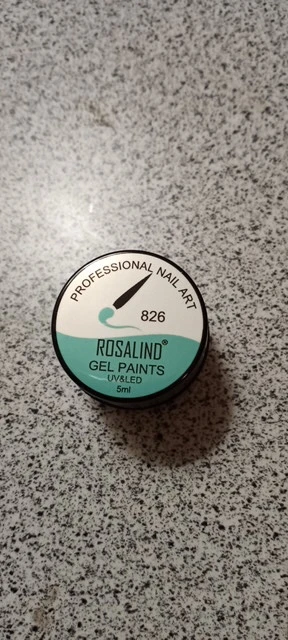 PROFESSIONAL NAIL ART
826
ROSALIND®
GEL PAINTS
UV&LED
5ml